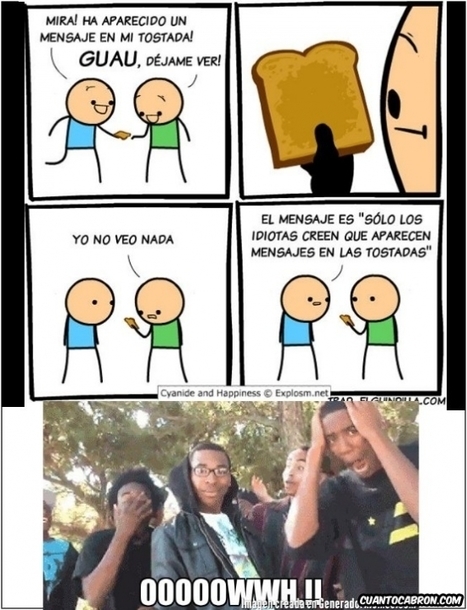 MIRA! HA APARECIDO UN
MENSAJE EN MI TOSTADA!
GUAU, DÉJAME VER!
YO NO VEO NADA
EL MENSAJE ES "SÓLO LOS
IDIOTAS CREEN QUE APARECEN
MENSAJES EN LAS TOSTADAS"
Cyanide and Happiness © Explosm.net
.COM
OOOOOWWH !!
CUANTOCABRON.COM